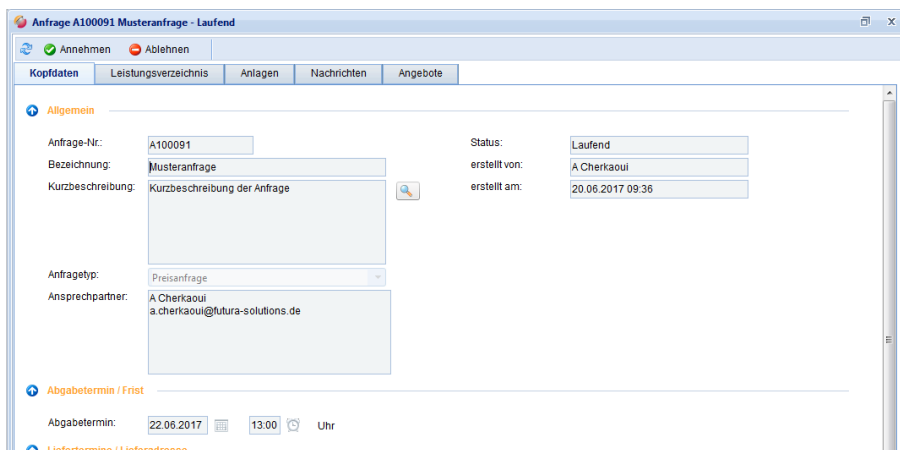 Anfrage A100091 Musteranfrage - Laufend
Annehmen Ablehnen
Kopfdaten Leistungsverzeichnis Anlagen Nachrichten Angebote
Allgemein
Anfrage-Nr.: A100091 Status: Laufend
Bezeichnung: Musteranfrage erstellt von: A Cherkaoui
Kurzbeschreibung: Kurzbeschreibung der Anfrage erstellt am: 20.06.2017 09:36
Anfragetyp: Preisanfrage
Ansprechpartner: A Cherkaoui
a.cherkaoui@futura-solutions.de
Abgabetermin / Frist
Abgabetermin: 22.06.2017 13:00 Uhr
Liefertermine / Lieferadresse